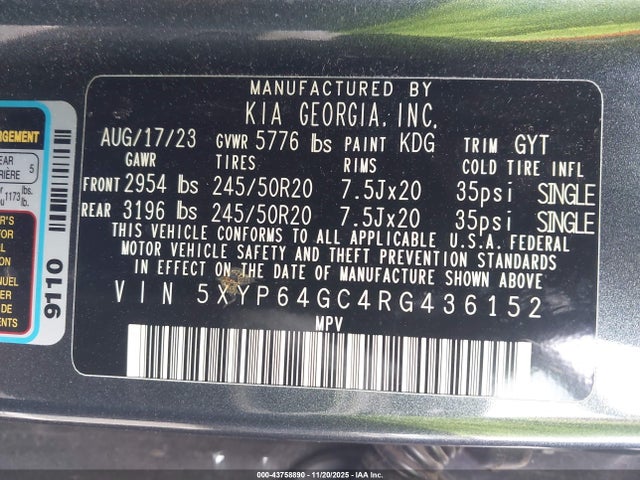 MANUFACTURED BY
KIA GEORGIA, INC.
AUG/17/23 GVWR 5776 lbs PAINT KDG TRIM GYT
GAWR TIRES RIMS COLD TIRE INFL
FRONT 2954 lbs 245/50R20 7.5Jx20 35psi SINGLE
REAR 3196 lbs 245/50R20 7.5Jx20 35psi SINGLE
THIS VEHICLE CONFORMS TO ALL APPLICABLE U.S.A. FEDERAL
MOTOR VEHICLE SAFETY AND THEFT PREVENTION STANDARDS
IN EFFECT ON THE DATE OF MANUFACTURE SHOWN ABOVE.
VIN 5XYP64GC4RG436152
MPV
5
1173 lbs.
9110
000-43758890 - 11/20/2025 - IAA Inc.